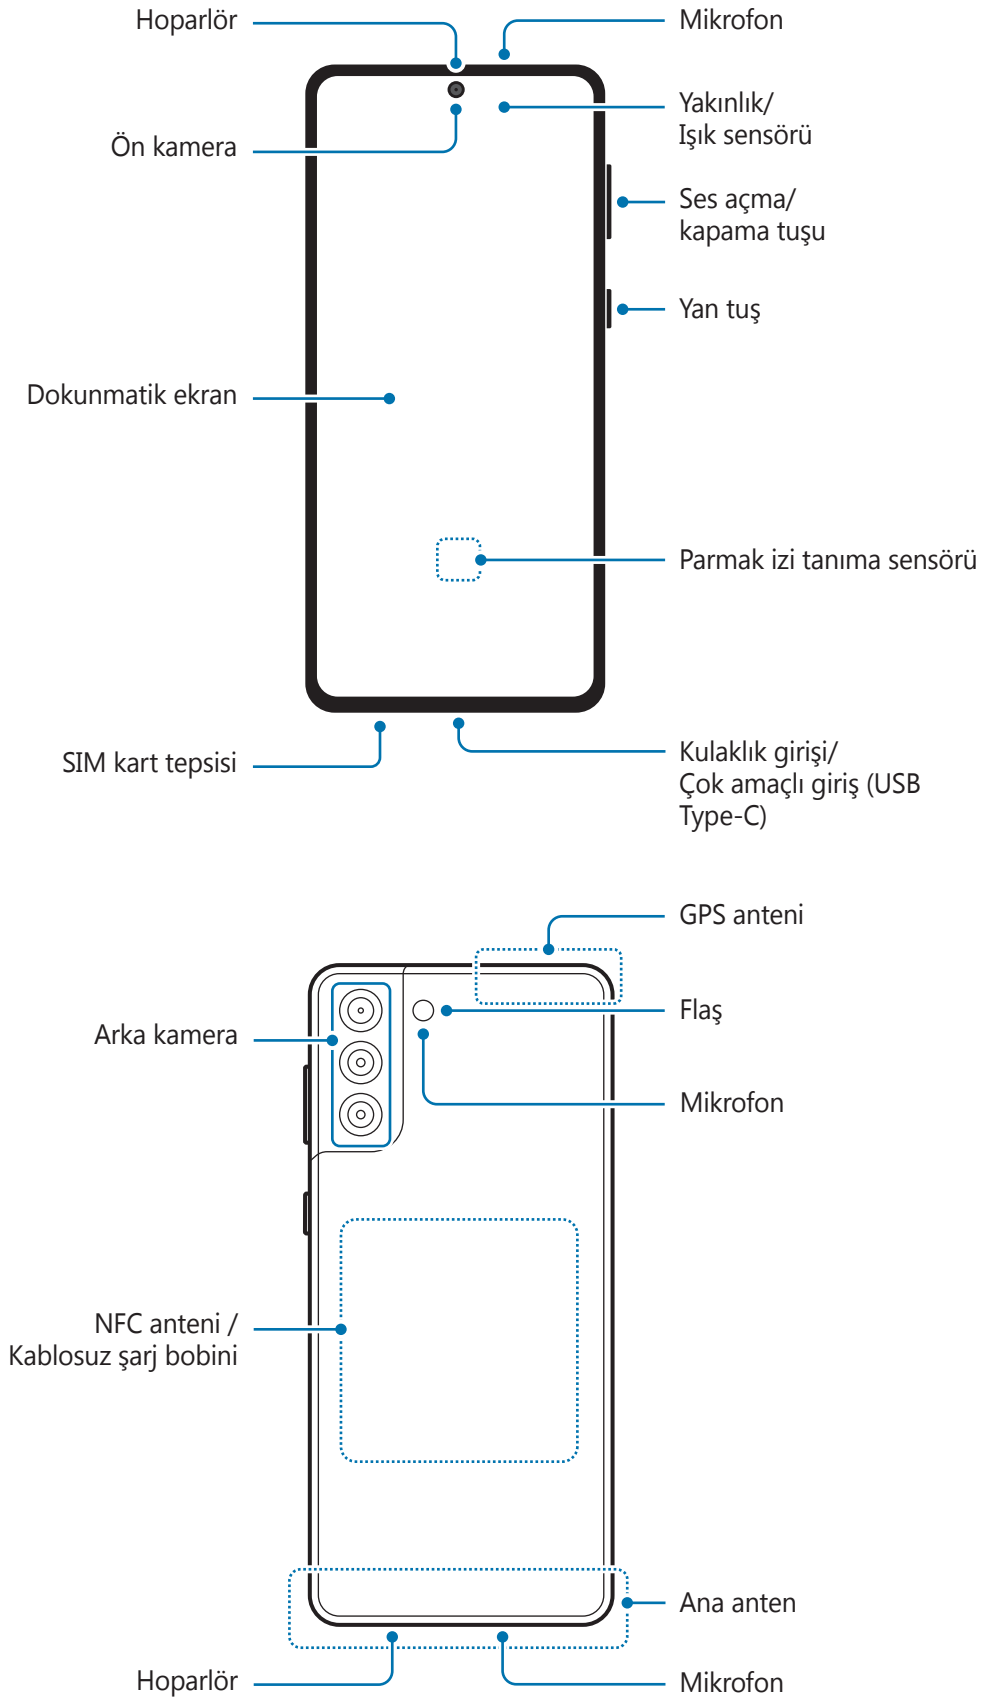 Hoparlör
Mikrofon
Yakınlık/
Işık sensörü
Ön kamera
Ses açma/
kapama tuşu
Yan tuş
Dokunmatik ekran
Parmak izi tanıma sensörü
SIM kart tepsisi
Kulaklık girişi/
Çok amaçlı giriş (USB
Type-C)
GPS anteni
Flaş
Arka kamera
Mikrofon
NFC anteni /
Kablosuz şarj bobini
Ana anten
Hoparlör
Mikrofon